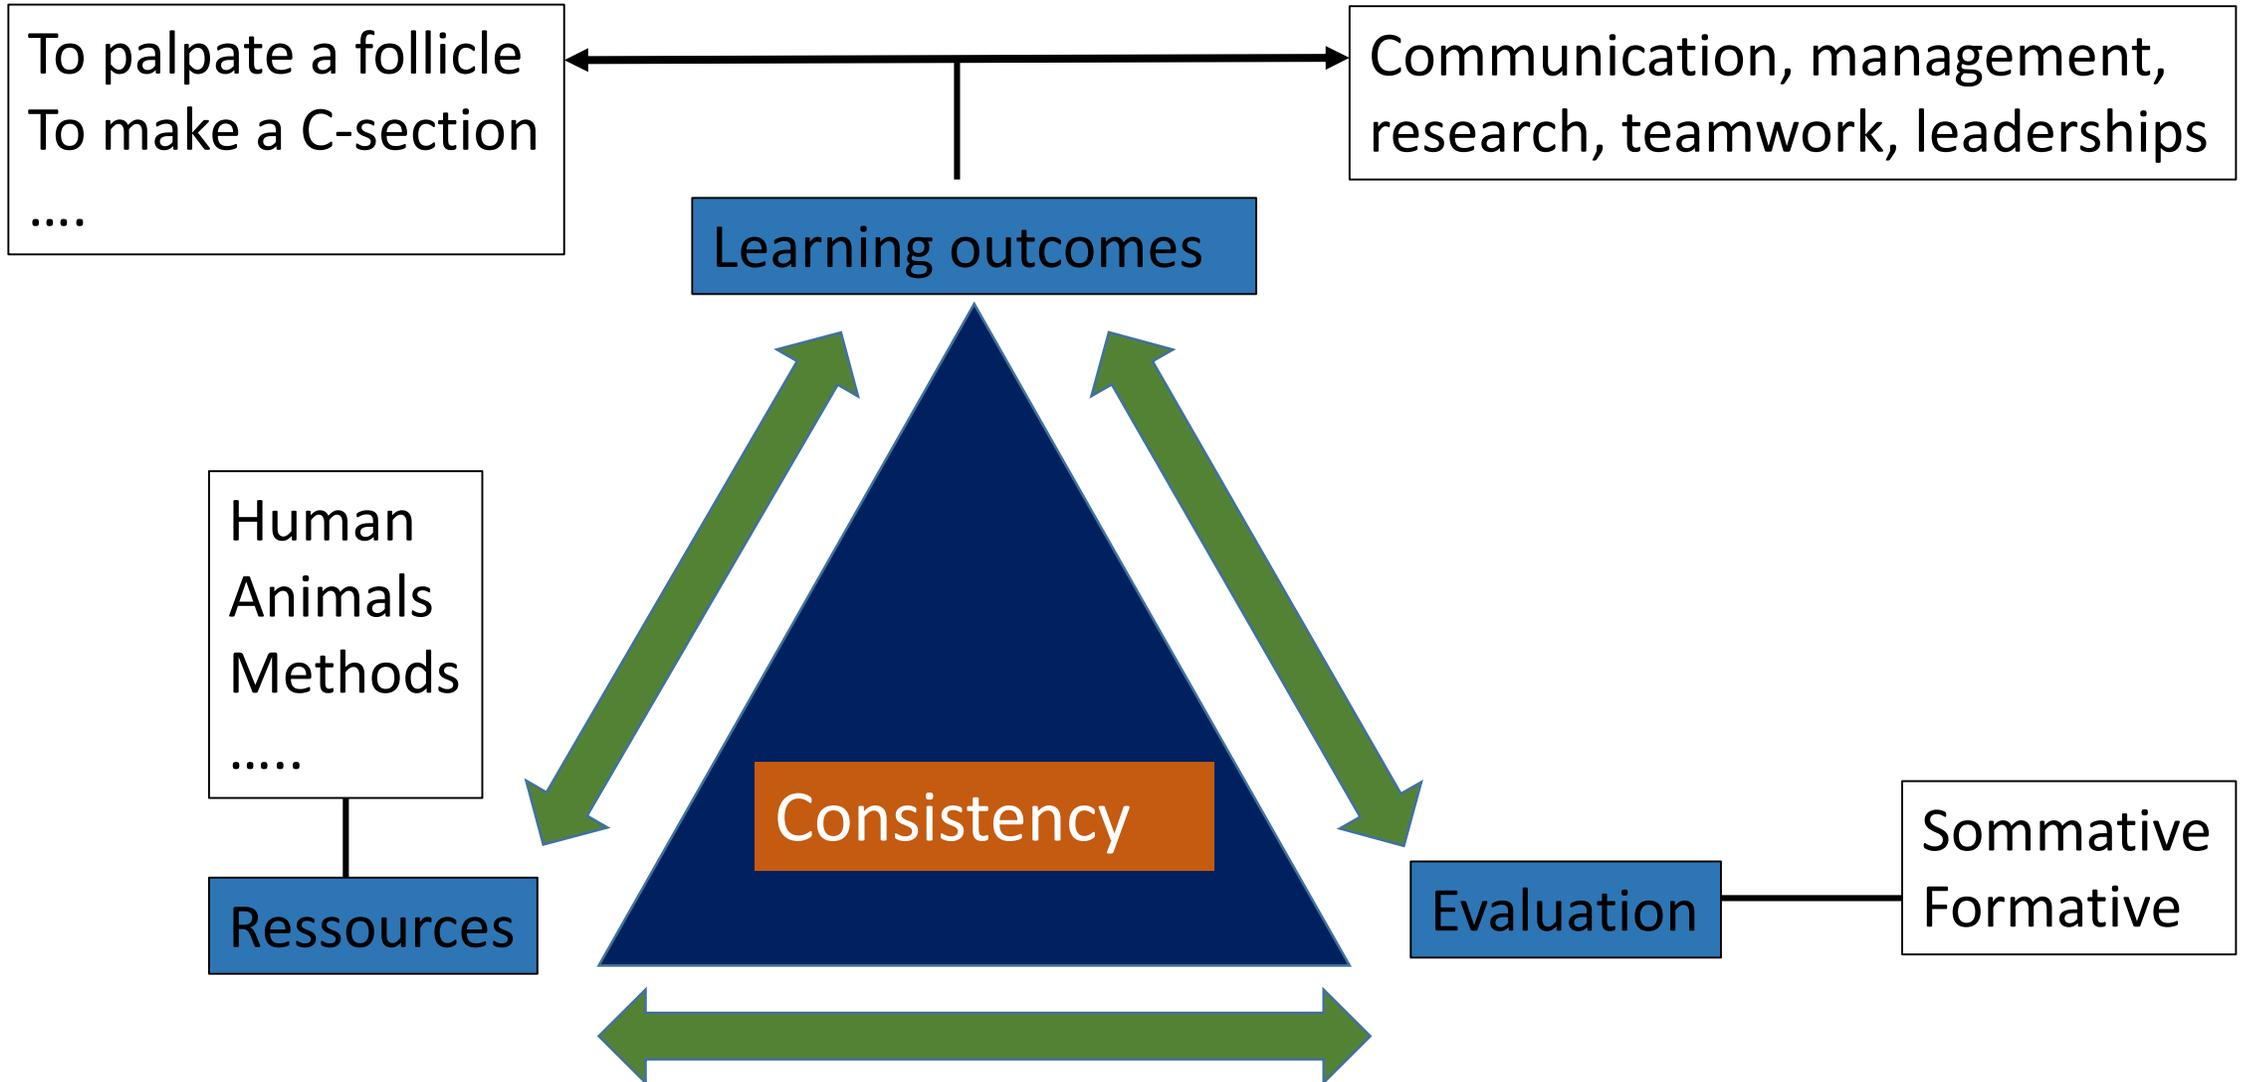 To palpate a follicle
To make a C-section
....
Communication, management,
research, teamwork, leaderships
Learning outcomes
Human
Animals
Methods
.....
Consistency
Ressources
Evaluation
Sommative
Formative